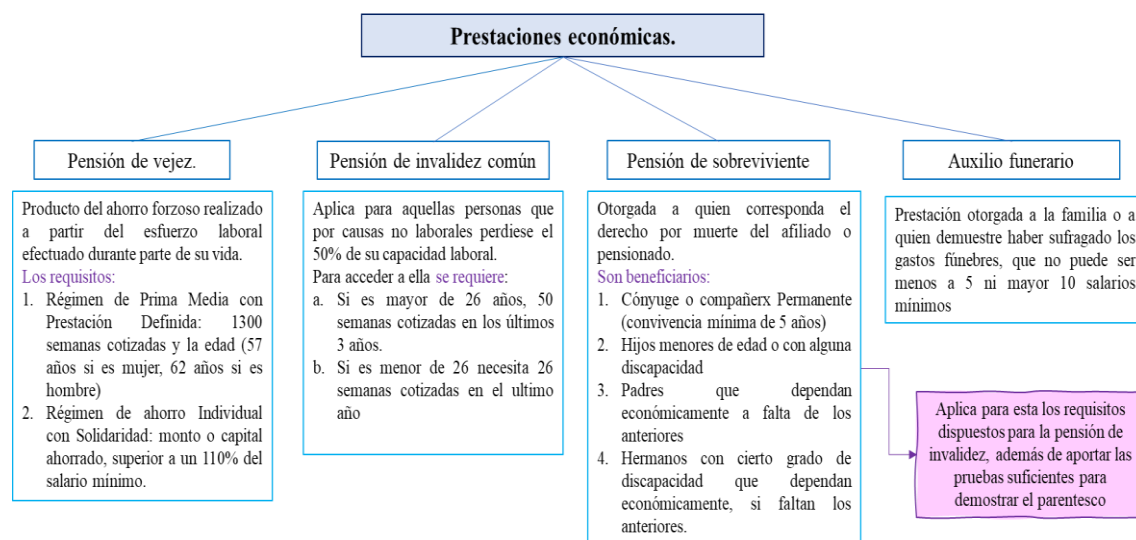 Prestaciones económicas.
Pensión de vejez.
Producto del ahorro forzoso realizado
a partir del esfuerzo laboral
efectuado durante parte de su vida.
Los requisitos:
1. Régimen de Prima Media con
Prestación Definida: 1300
semanas cotizadas y la edad (57
años si es mujer, 62 años si es
hombre)
2. Régimen de ahorro Individual
con Solidaridad: monto o capital
ahorrado, superior a un 110% del
salario mínimo.
Pensión de invalidez común
Aplica para aquellas personas que
por causas no laborales perdiese el
50% de su capacidad laboral.
Para acceder a ella se requiere:
a. Si es mayor de 26 años, 50
semanas cotizadas en los últimos
3 años.
b. Si es menor de 26 necesita 26
semanas cotizadas en el ultimo
año
Pensión de sobreviviente
Otorgada a quien corresponda el
derecho por muerte del afiliado o
pensionado.
Son beneficiarios:
1. Cónyuge o compañerx Permanente
(convivencia mínima de 5 años)
2. Hijos menores de edad o con alguna
discapacidad
3. Padres que dependan
económicamente a falta de los
anteriores
4. Hermanos con cierto grado de
discapacidad que dependan
económicamente, si faltan los
anteriores.
Auxilio funerario
Prestación otorgada a la familia o a
quien demuestre haber sufragado los
gastos fúnebres, que no puede ser
menos a 5 ni mayor 10 salarios
mínimos
Aplica para esta los requisitos
dispuestos para la pensión de
invalidez, además de aportar las
pruebas suficientes para
demostrar el parentesco